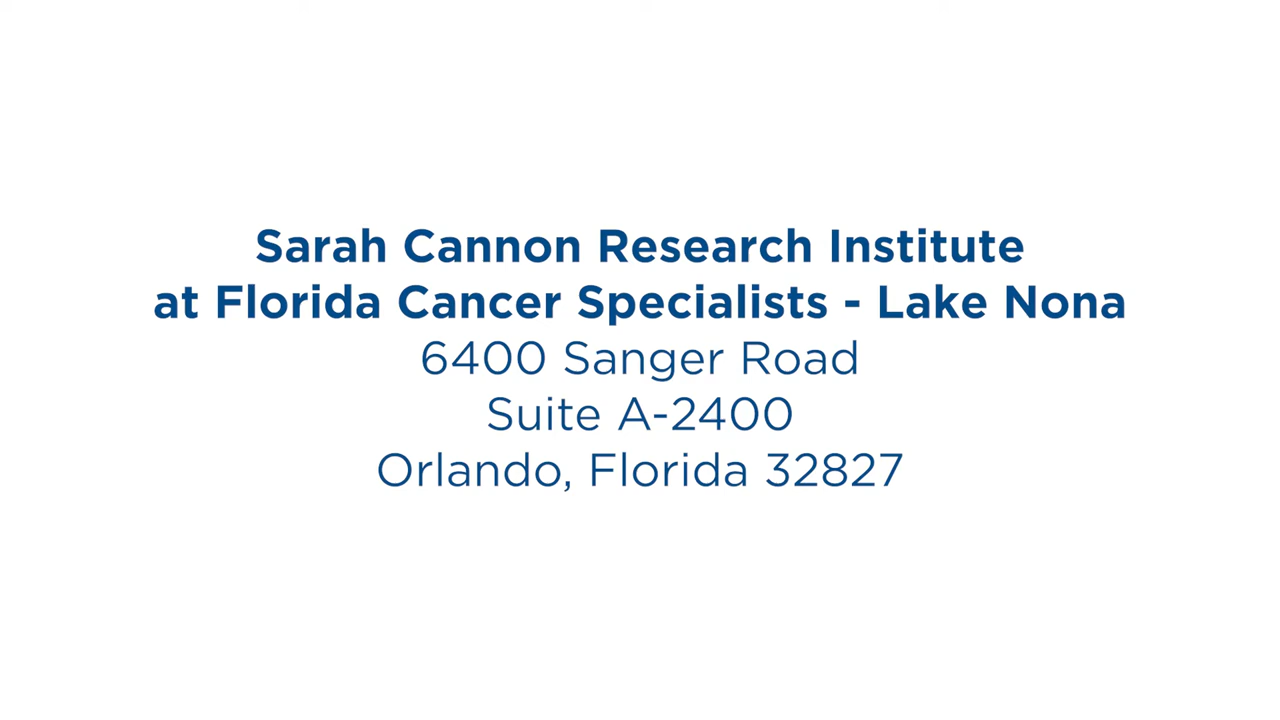 Sarah Cannon Research Institute
at Florida Cancer Specialists - Lake Nona
6400 Sanger Road
Suite A-2400
Orlando, Florida 32827